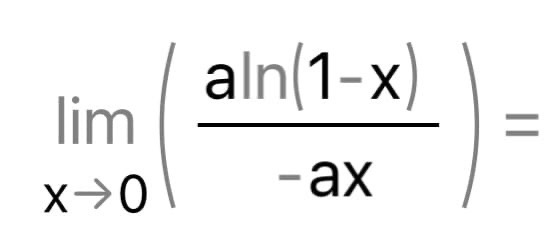 lim x→0 ( aln(1-x) / -ax ) =